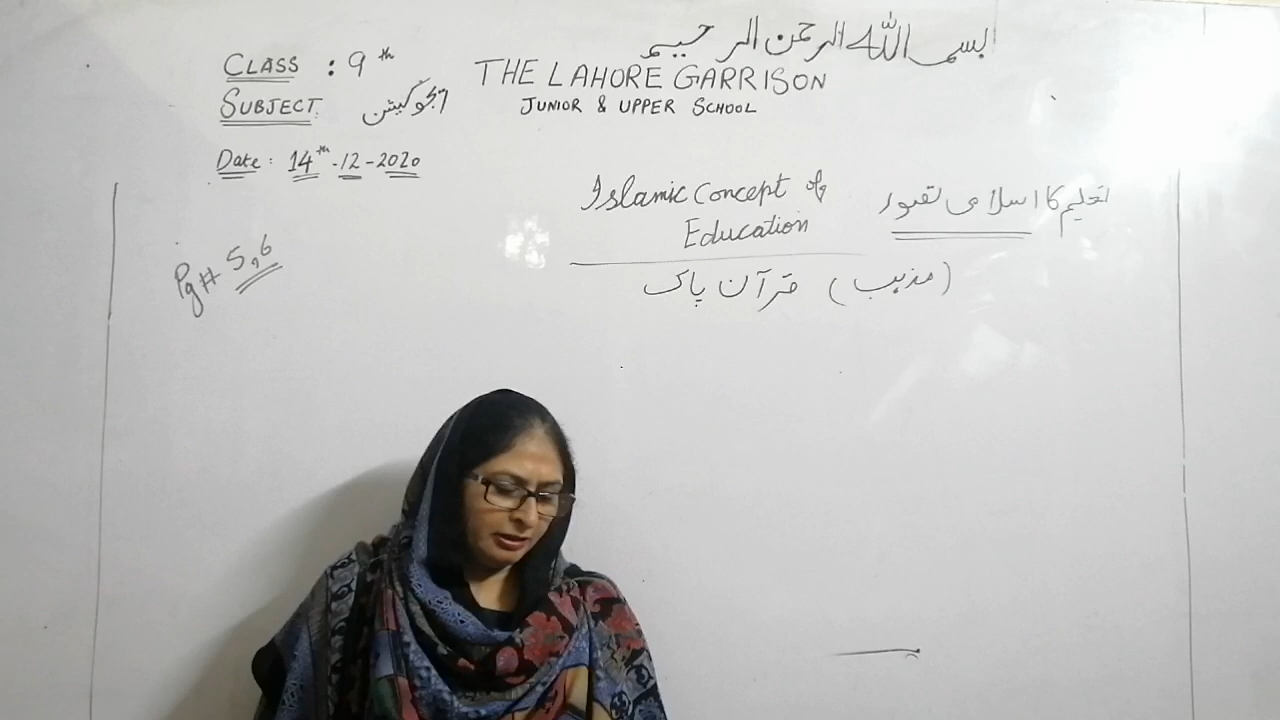 بسم اللہ الرحمن الرحیم
CLASS : 9th
THE LAHORE GARRISON
SUBJECT: ایجوکیشن
JUNIOR & UPPER SCHOOL
Date: 14th-12-2020
Islamic Concept of Education
تعلیم کا اسلامی تصور
Pg# 5,6
(مذہب) قرآن پاک